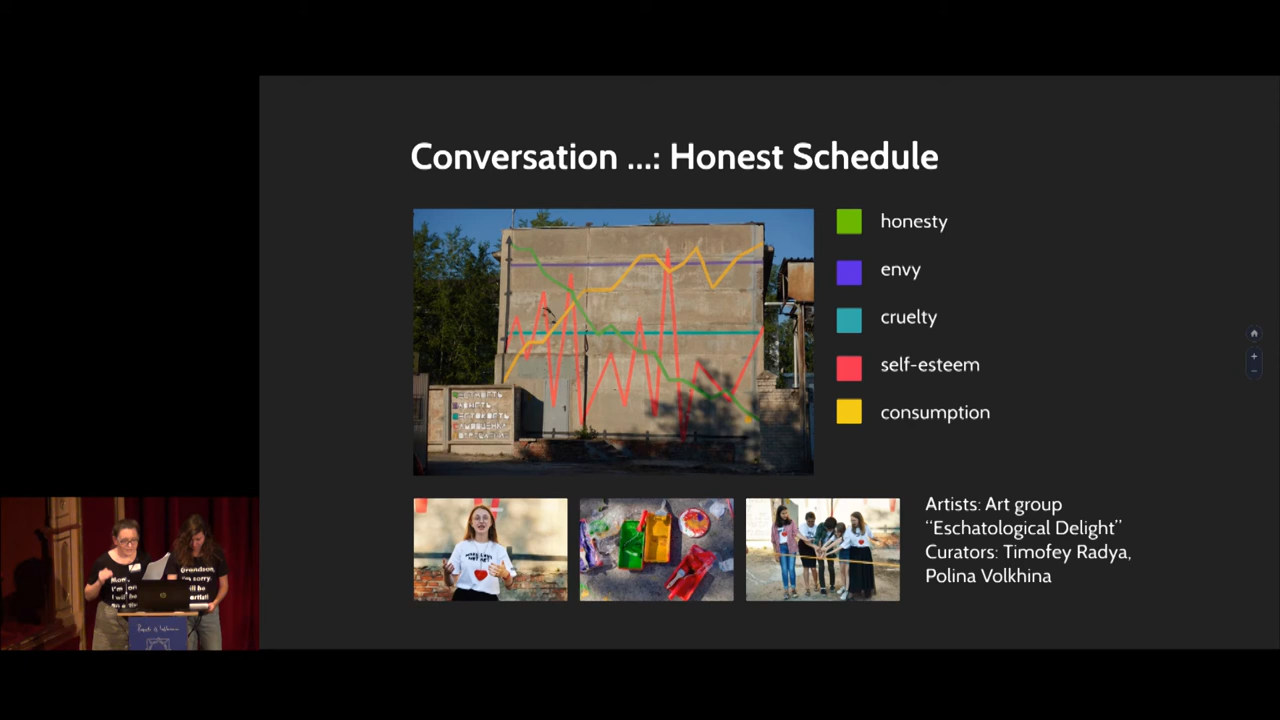 Conversation ...: Honest Schedule
honesty
envy
cruelty
self-esteem
consumption
Artists: Art group
“Eschatological Delight”
Curators: Timofey Radya,
Polina Volkhina